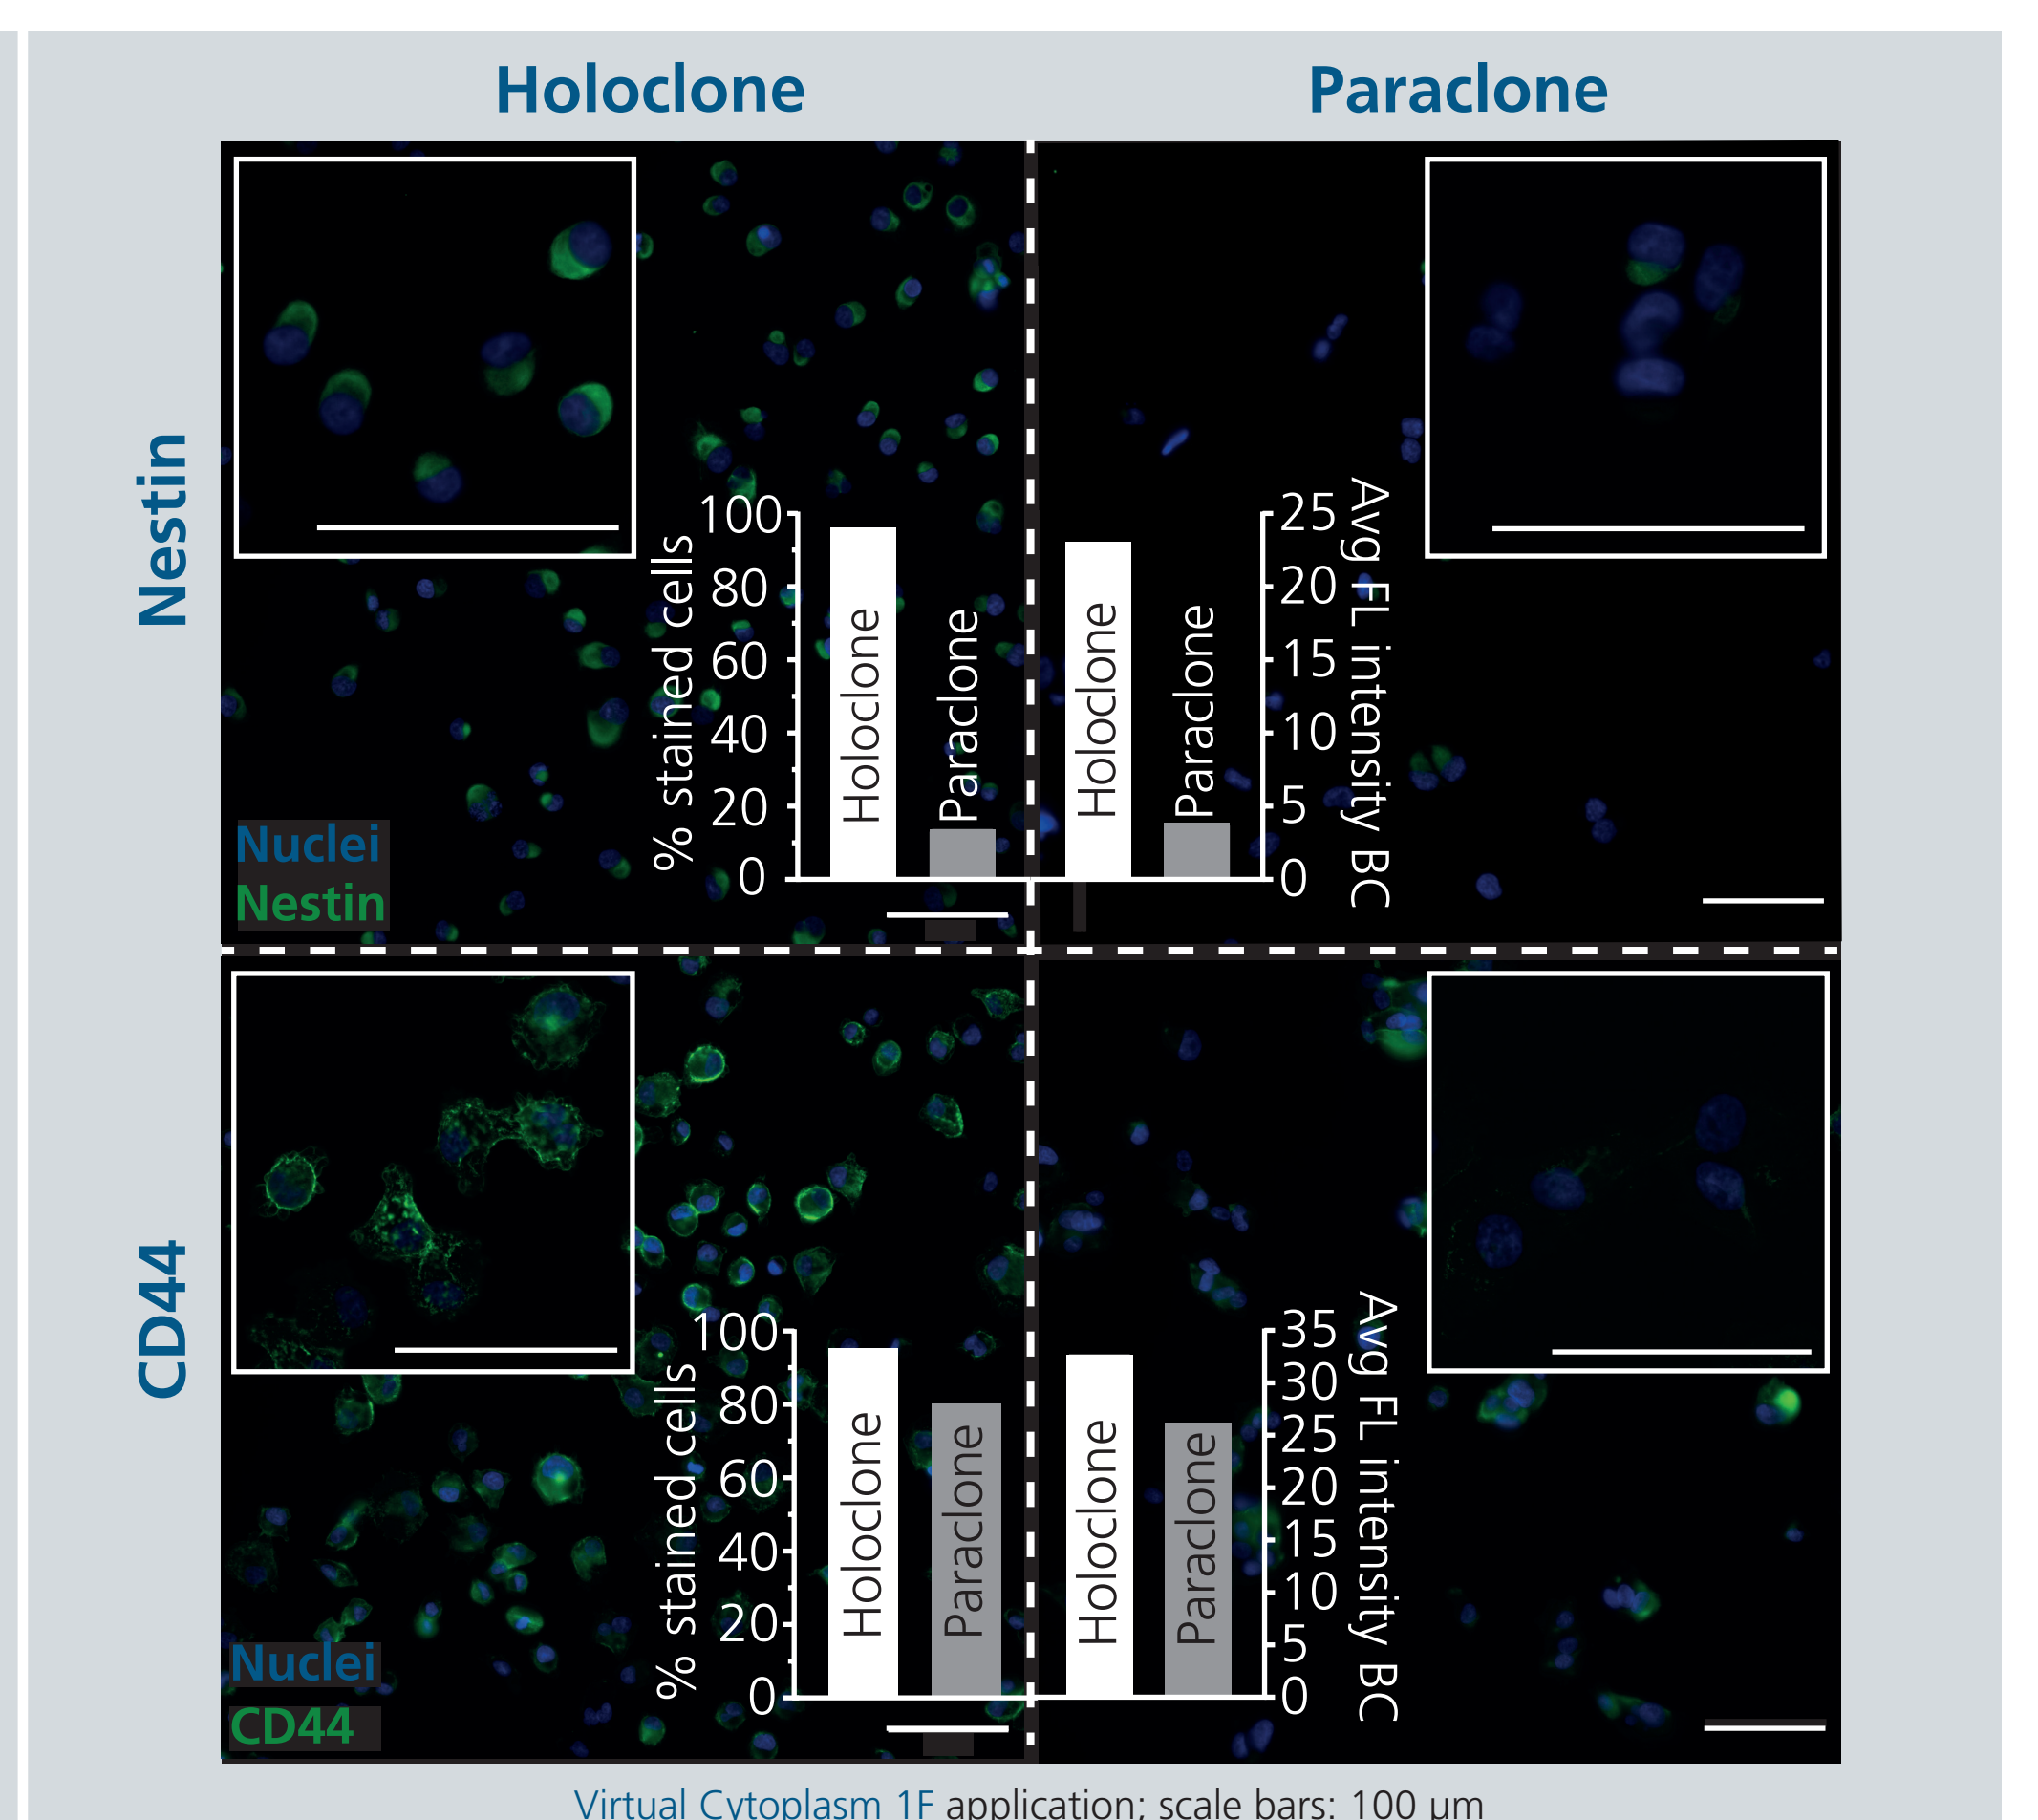 Holoclone Paraclone
Nestin
% stained cells
100
80
60
40
20
0
Holoclone
Paraclone
Holoclone
Paraclone
25
20
15
10
5
0
Avg FL intensity BC
Nuclei
Nestin
CD44
% stained cells
100
80
60
40
20
0
Holoclone
Paraclone
Holoclone
Paraclone
35
30
25
20
15
10
5
0
Avg FL intensity BC
Nuclei
CD44
Virtual Cytoplasm 1F application; scale bars: 100 µm